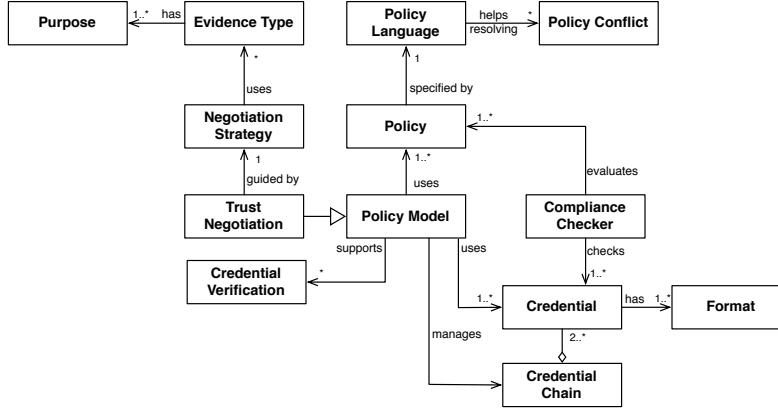 Purpose
1..*
has
Evidence Type
Policy
Language
helps
resolving
*
Policy Conflict
*
uses
1
specified by
Negotiation
Strategy
Policy
1..*
1
guided by
1..*
uses
evaluates
Trust
Negotiation
Policy Model
Compliance
Checker
supports
uses
checks
Credential
Verification
*
1..*
1..*
Credential
has
1..*
Format
manages
2..*
Credential
Chain